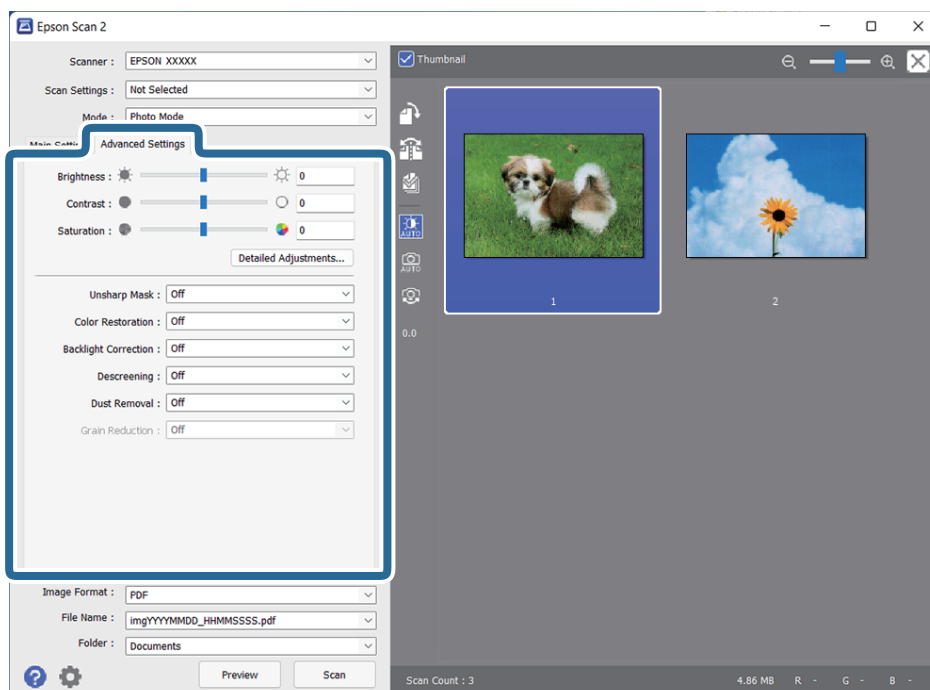 Epson Scan 2
Scanner : EPSON XXXXX
Scan Settings : Not Selected
Mode : Photo Mode
Advanced Settings
Brightness : 0
Contrast : 0
Saturation : 0
Detailed Adjustments...
Unsharp Mask : Off
Color Restoration : Off
Backlight Correction : Off
Descreening : Off
Dust Removal : Off
Grain Reduction : Off
Image Format : PDF
File Name : imgYYYYMMDD_HHMMSSSS.pdf
Folder : Documents
? Preview Scan
Thumbnail
AUTO
AUTO
0.0
1
2
Scan Count : 3 4.86 MB R - G - B -